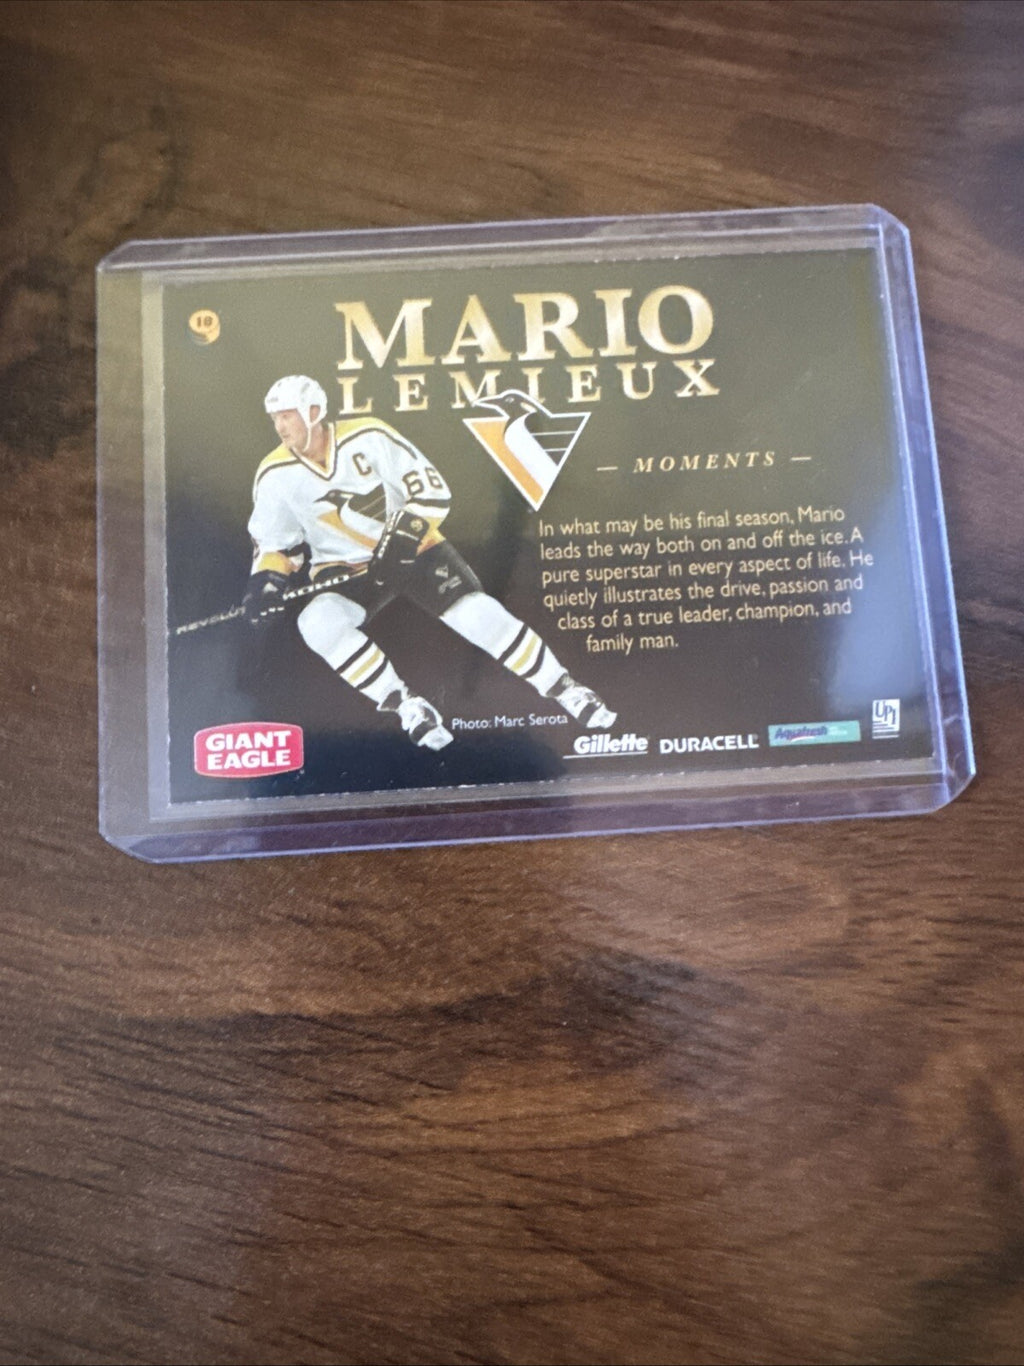 10
MARIO
LEMIEUX
— MOMENTS —
C
66
In what may be his final season, Mario
leads the way both on and off the ice. A
pure superstar in every aspect of life. He
quietly illustrates the drive, passion and
class of a true leader, champion, and
family man.
Photo: Marc Serota
GIANT
EAGLE
Gillette DURACELL Aquafresh